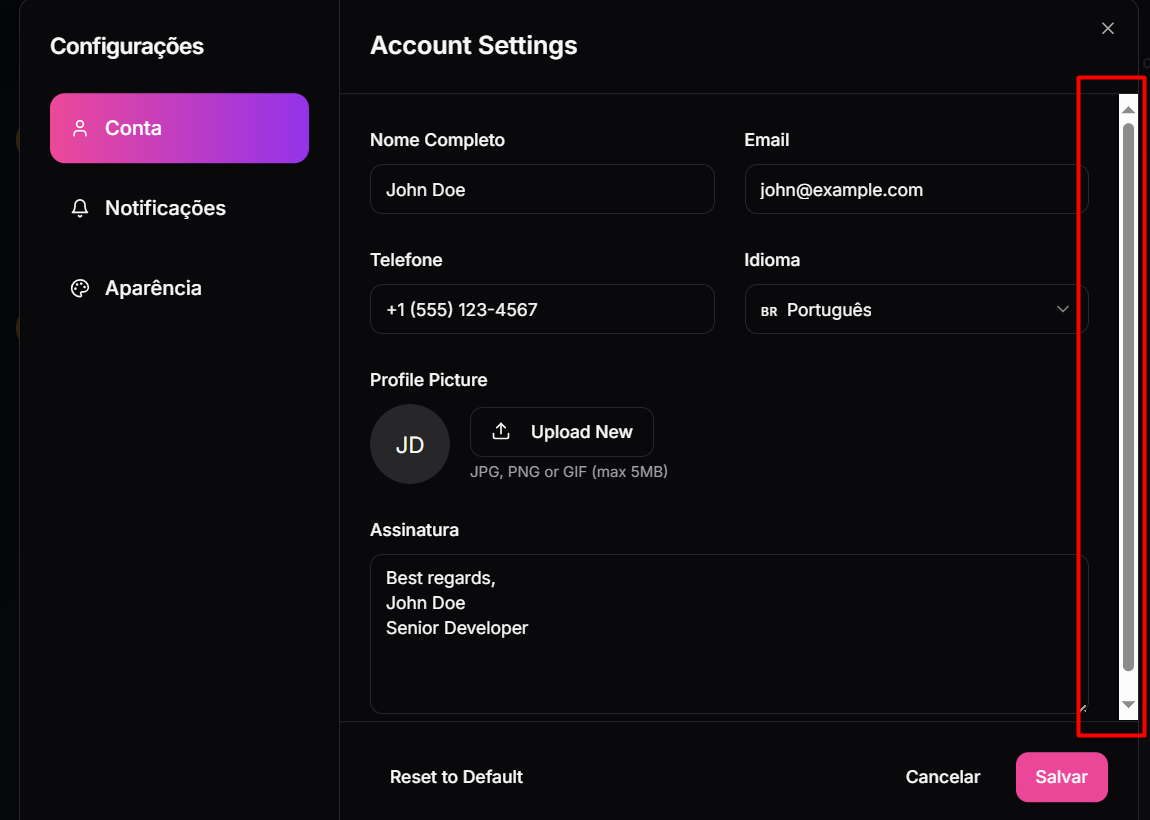 Configurações
Account Settings
Conta
Notificações
Aparência
Nome Completo
Email
John Doe
john@example.com
Telefone
Idioma
+1 (555) 123-4567
BR Português
Profile Picture
JD
Upload New
JPG, PNG or GIF (max 5MB)
Assinatura
Best regards,
John Doe
Senior Developer
Reset to Default
Cancelar
Salvar